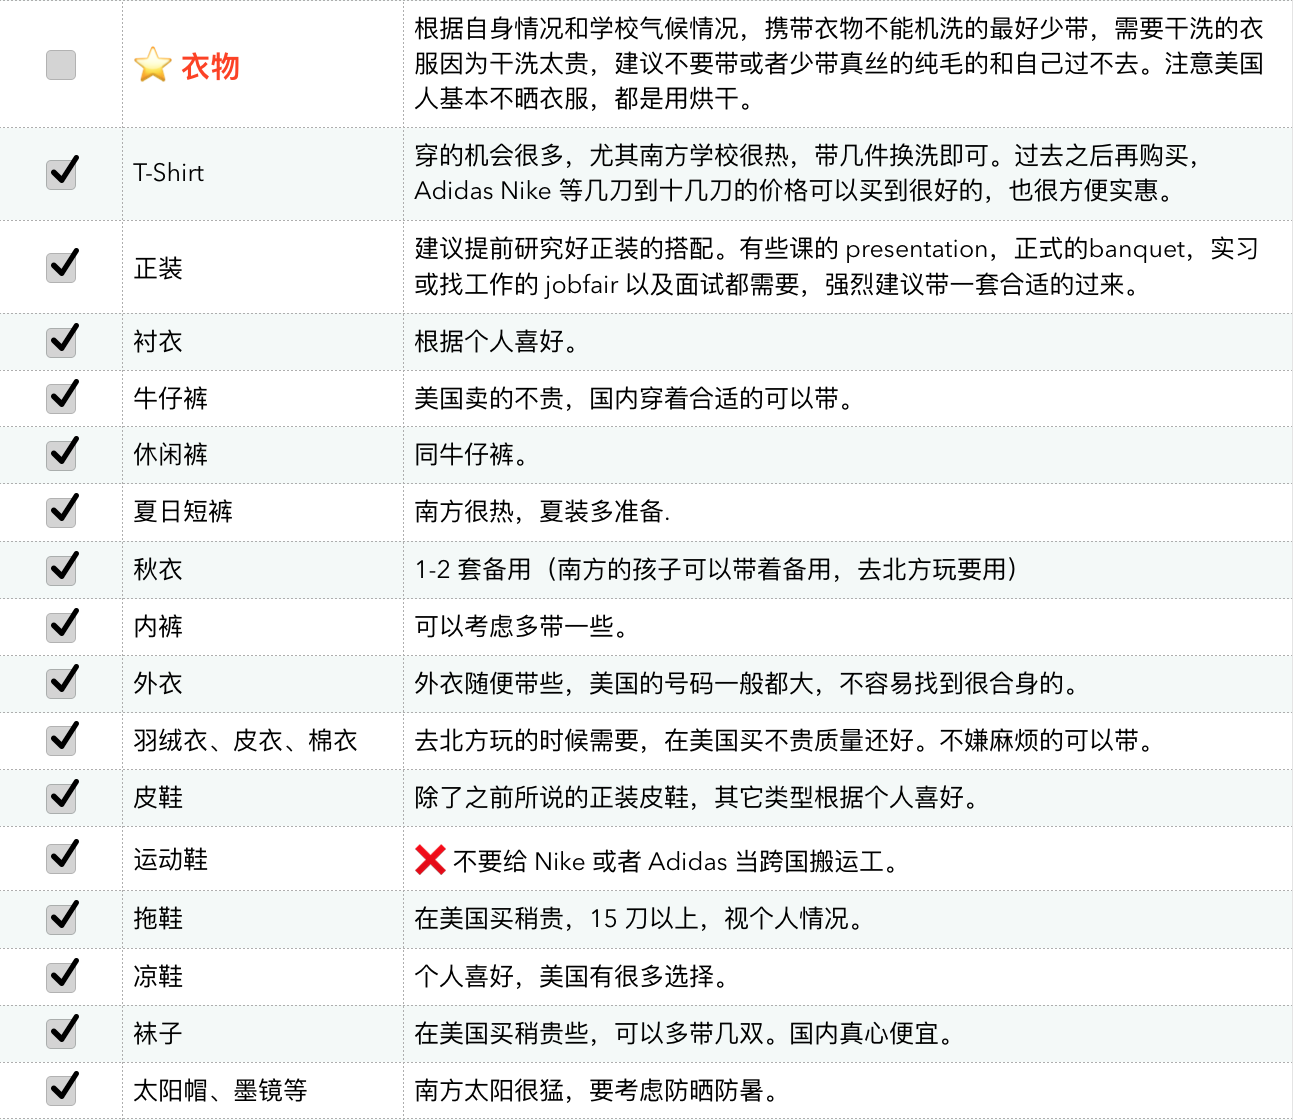 ⭐ 衣物
根据自身情况和学校气候情况，携带衣物不能机洗的最好少带，需要干洗的衣
服因为干洗太贵，建议不要带或者少带真丝的纯毛的和自己过不去。注意美国
人基本不晒衣服，都是用烘干。
T-Shirt
穿的机会很多，尤其南方学校很热，带几件换洗即可。过去之后再购买，
Adidas Nike 等几刀到十几刀的价格可以买到很好的，也很方便实惠。
正装
建议提前研究好正装的搭配。有些课的 presentation，正式的banquet，实习
或找工作的 jobfair 以及面试都需要，强烈建议带一套合适的过来。
衬衣
根据个人喜好。
牛仔裤
美国卖的不贵，国内穿着合适的可以带。
休闲裤
同牛仔裤。
夏日短裤
南方很热，夏装多准备.
秋衣
1-2 套备用（南方的孩子可以带着备用，去北方玩要用）
内裤
可以考虑多带一些。
外衣
外衣随便带些，美国的号码一般都大，不容易找到很合身的。
羽绒衣、皮衣、棉衣
去北方玩的时候需要，在美国买不贵质量还好。不嫌麻烦的可以带。
皮鞋
除了之前所说的正装皮鞋，其它类型根据个人喜好。
运动鞋
❌ 不要给 Nike 或者 Adidas 当跨国搬运工。
拖鞋
在美国买稍贵，15 刀以上，视个人情况。
凉鞋
个人喜好，美国有很多选择。
袜子
在美国买稍贵些，可以多带几双。国内真心便宜。
太阳帽、墨镜等
南方太阳很猛，要考虑防晒防暑。